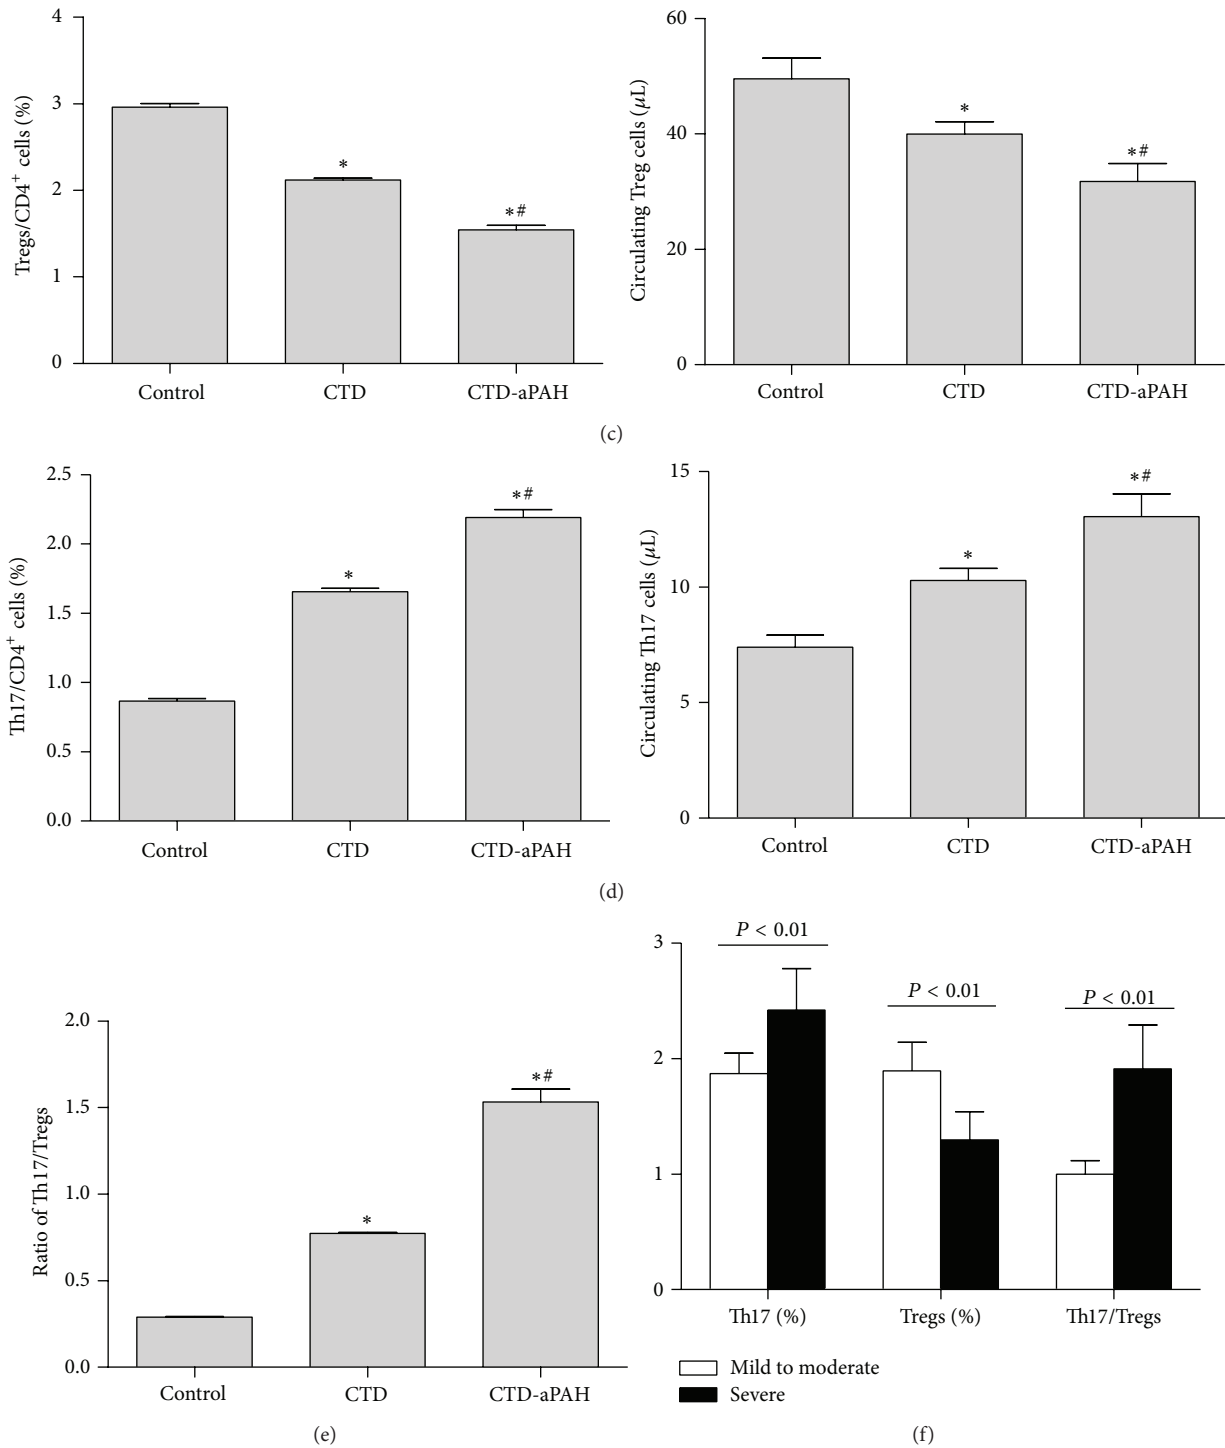 4
3
2
1
0
Tregs/CD4⁺ cells (%)
*
*#
Control
CTD
CTD-aPAH
60
40
20
0
Circulating Treg cells (μL)
*
*#
Control
CTD
CTD-aPAH
(c)
2.5
2.0
1.5
1.0
0.5
0.0
Th17/CD4⁺ cells (%)
*
*#
Control
CTD
CTD-aPAH
15
10
5
0
Circulating Th17 cells (μL)
*
*#
Control
CTD
CTD-aPAH
(d)
2.0
1.5
1.0
0.5
0.0
Ratio of Th17/Tregs
*
*#
Control
CTD
CTD-aPAH
(e)
3
2
1
0
P < 0.01
P < 0.01
P < 0.01
Th17 (%)
Tregs (%)
Th17/Tregs
Mild to moderate
Severe
(f)